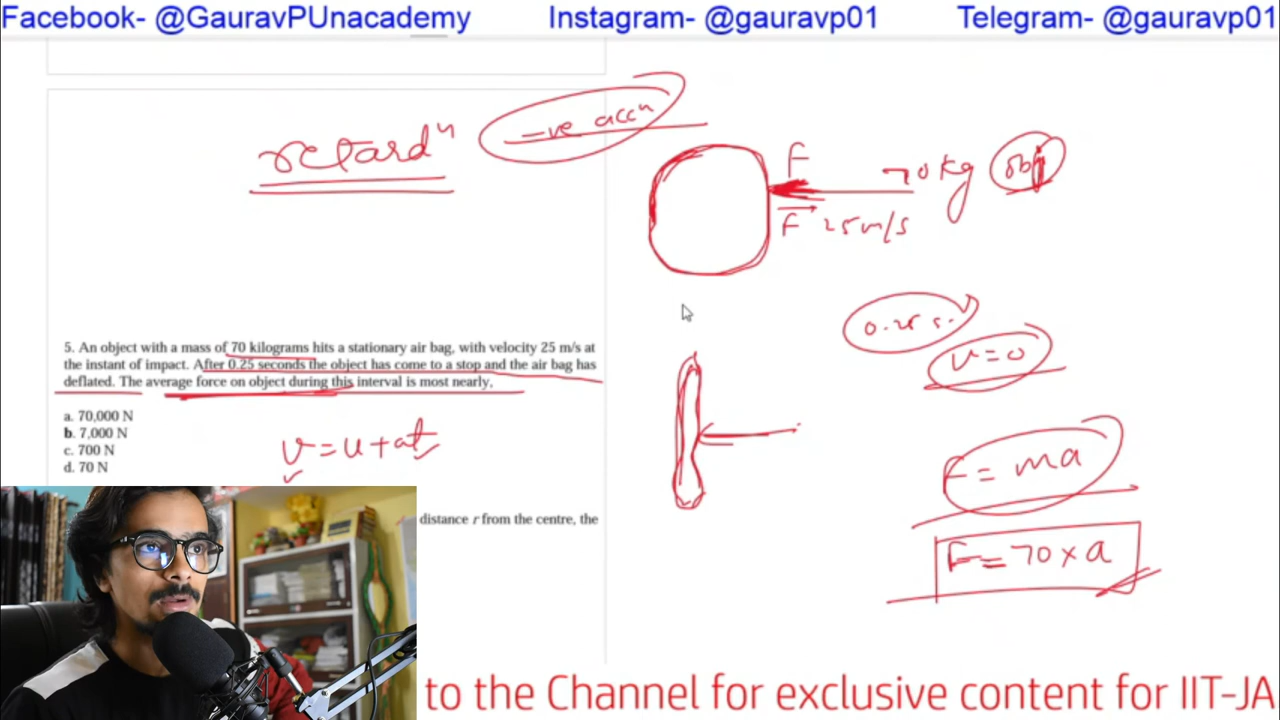 Facebook- @GauravPUnacademy Instagram- @gauravp01 Telegram- @gauravp01
retardⁿ
-ve accⁿ
F
70 kg obj
F 25 m/s
0.25 s.
v=0
5. An object with a mass of 70 kilograms hits a stationary air bag, with velocity 25 m/s at
the instant of impact. After 0.25 seconds the object has come to a stop and the air bag has
deflated. The average force on object during this interval is most nearly,
a. 70,000 N
b. 7,000 N
c. 700 N
d. 70 N
v = u + at
F = ma
F = 70 × a
distance r from the centre, the
to the Channel for exclusive content for IIT-JA